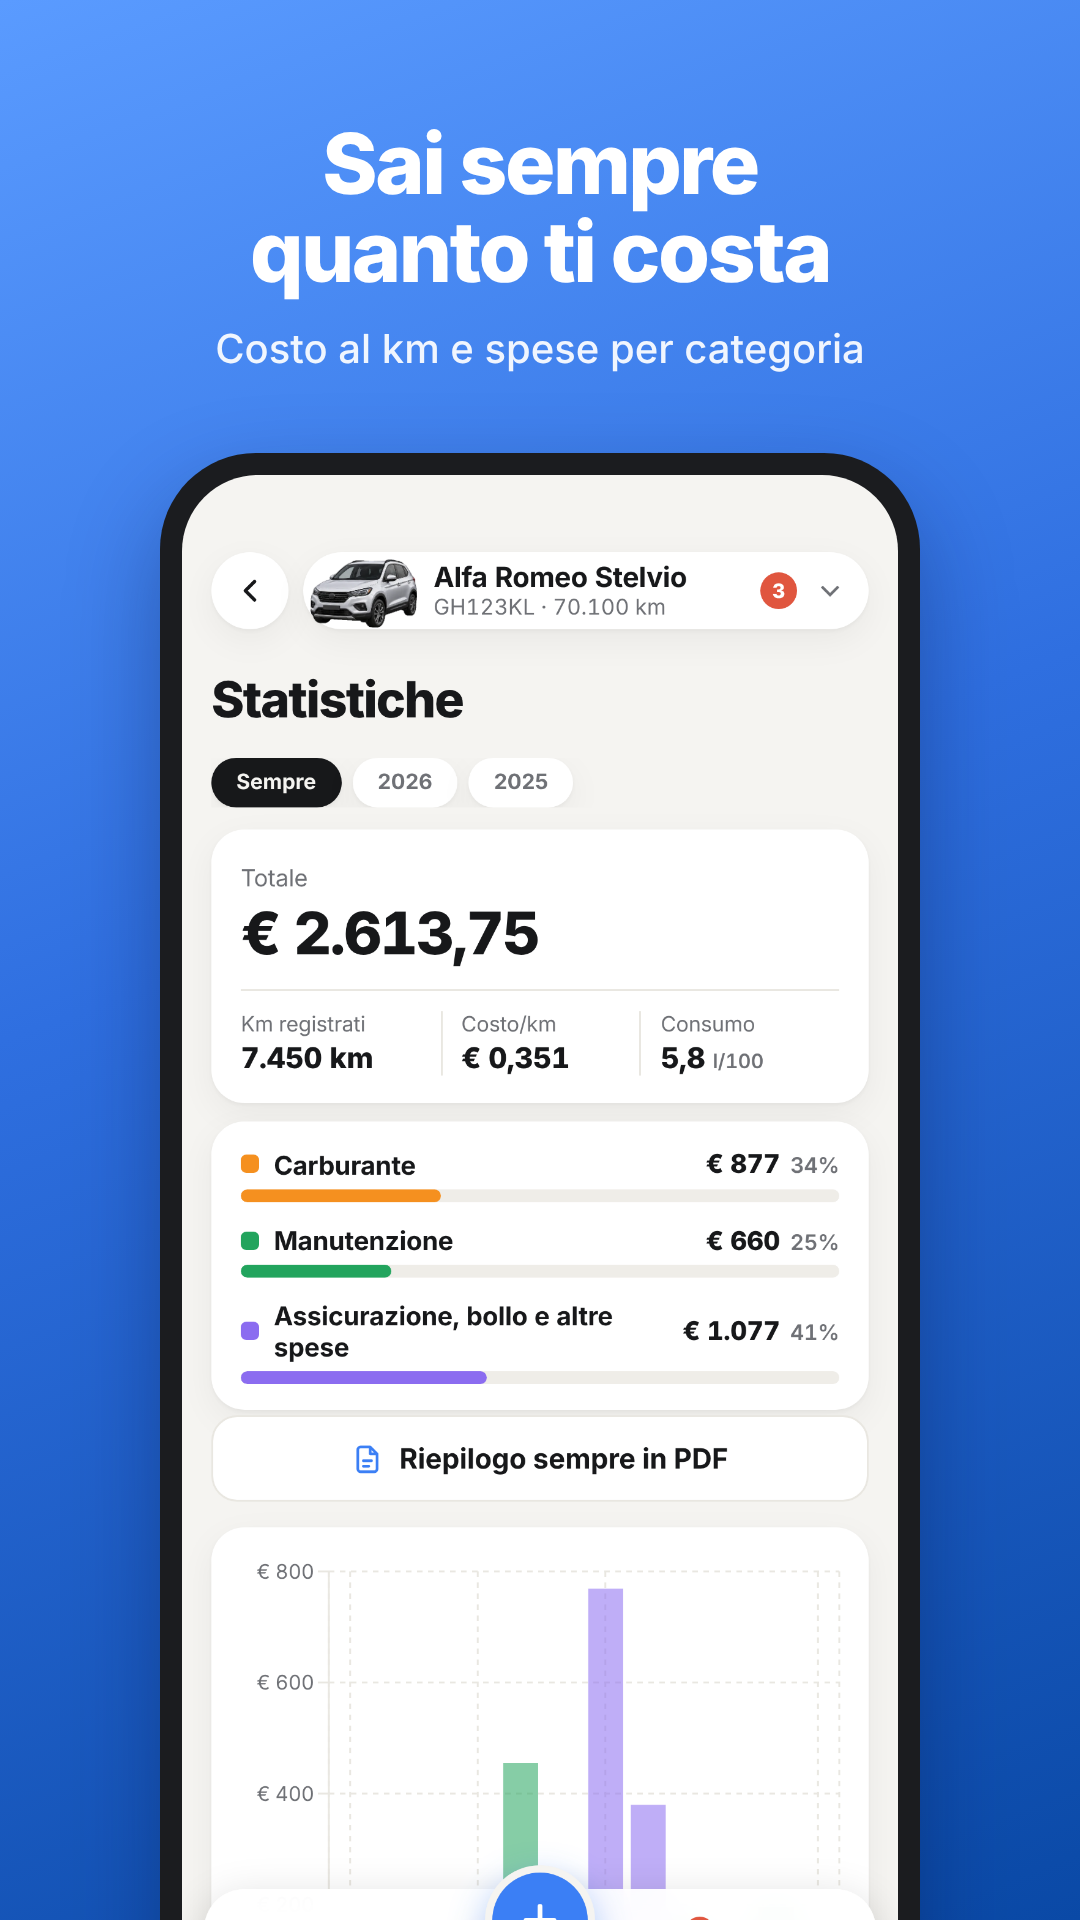 Sai sempre
quanto ti costa
Costo al km e spese per categoria
Alfa Romeo Stelvio
GH123KL · 70.100 km
3
Statistiche
Sempre
2026
2025
Totale
€ 2.613,75
Km registrati
Costo/km
Consumo
7.450 km
€ 0,351
5,8 l/100
Carburante
€ 877 34%
Manutenzione
€ 660 25%
Assicurazione, bollo e altre
spese
€ 1.077 41%
Riepilogo sempre in PDF
€ 800
€ 600
€ 400